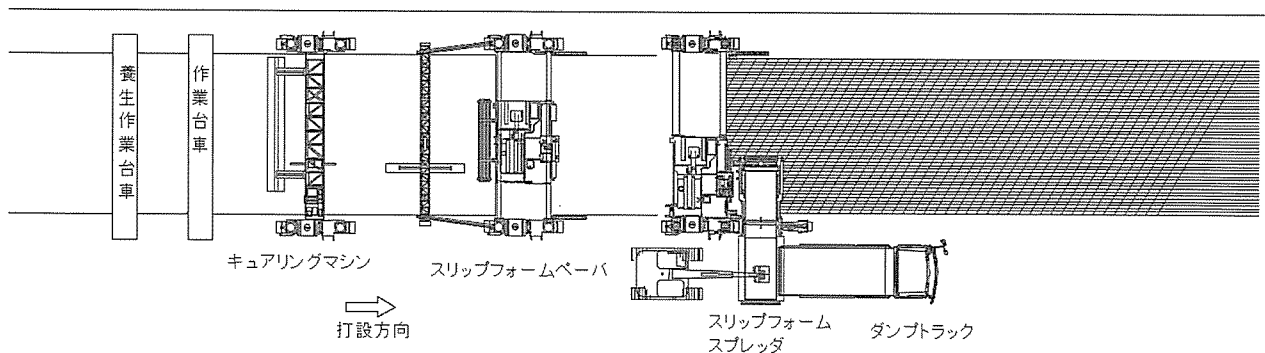 養生作業台車
作業台車
キュアリングマシン
スリップフォームペーバ
打設方向
スリップフォーム
スプレッダ
ダンプトラック